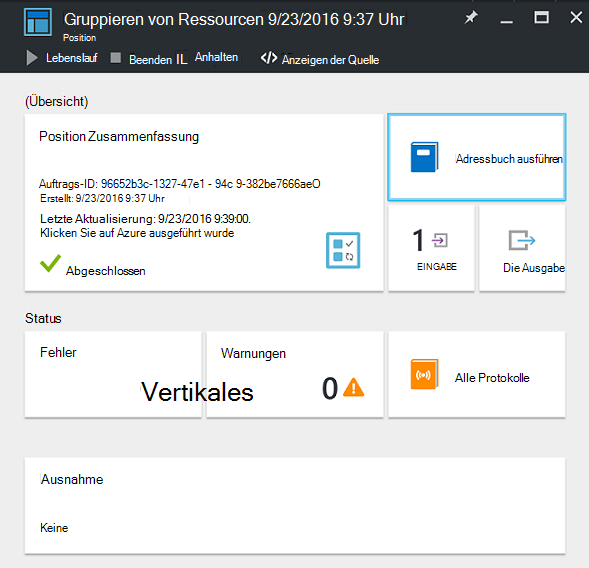 Gruppieren von Ressourcen 9/23/2016 9:37 Uhr
Position
Lebenslauf Beenden IL Anhalten </> Anzeigen der Quelle
(Übersicht)
Position Zusammenfassung
Auftrags-ID: 96652b3c-1327-47e1 - 94c 9-382be7666aeO
Erstellt: 9/23/2016 9:37 Uhr
Letzte Aktualisierung: 9/23/2016 9:39:00.
Klicken Sie auf Azure ausgeführt wurde
Abgeschlossen
Adressbuch ausführen
1
EINGABE
Die Ausgabe
Status
Fehler
Vertikales
Warnungen
0
Alle Protokolle
Ausnahme
Keine